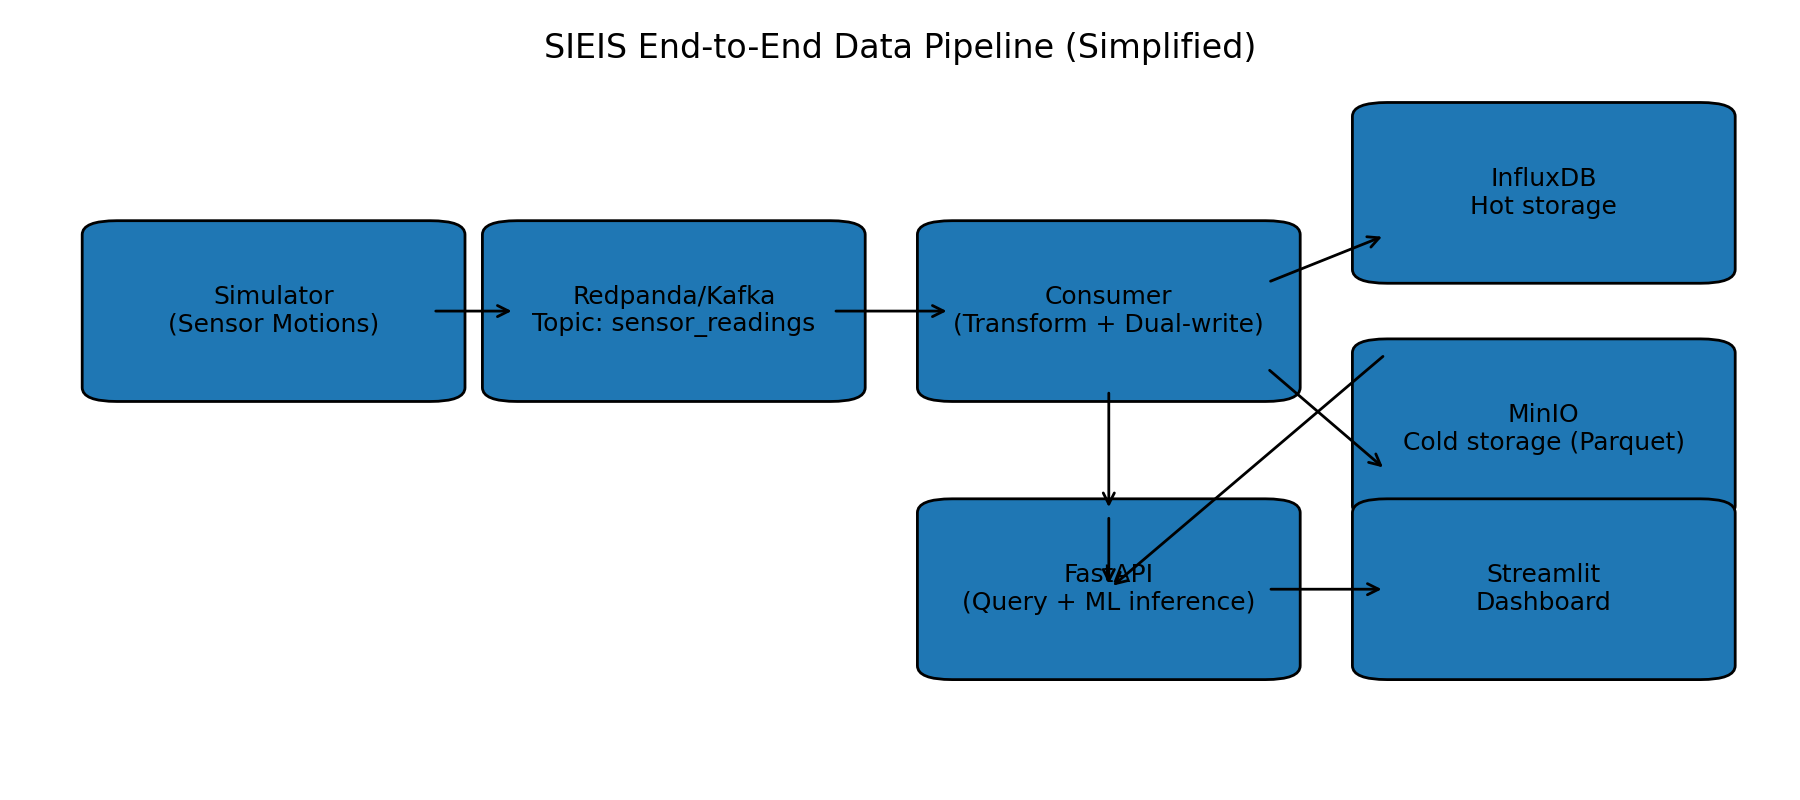 SIEIS End-to-End Data Pipeline (Simplified)
Simulator
(Sensor Motions)
Redpanda/Kafka
Topic: sensor_readings
Consumer
(Transform + Dual-write)
InfluxDB
Hot storage
MinIO
Cold storage (Parquet)
FastAPI
(Query + ML inference)
Streamlit
Dashboard